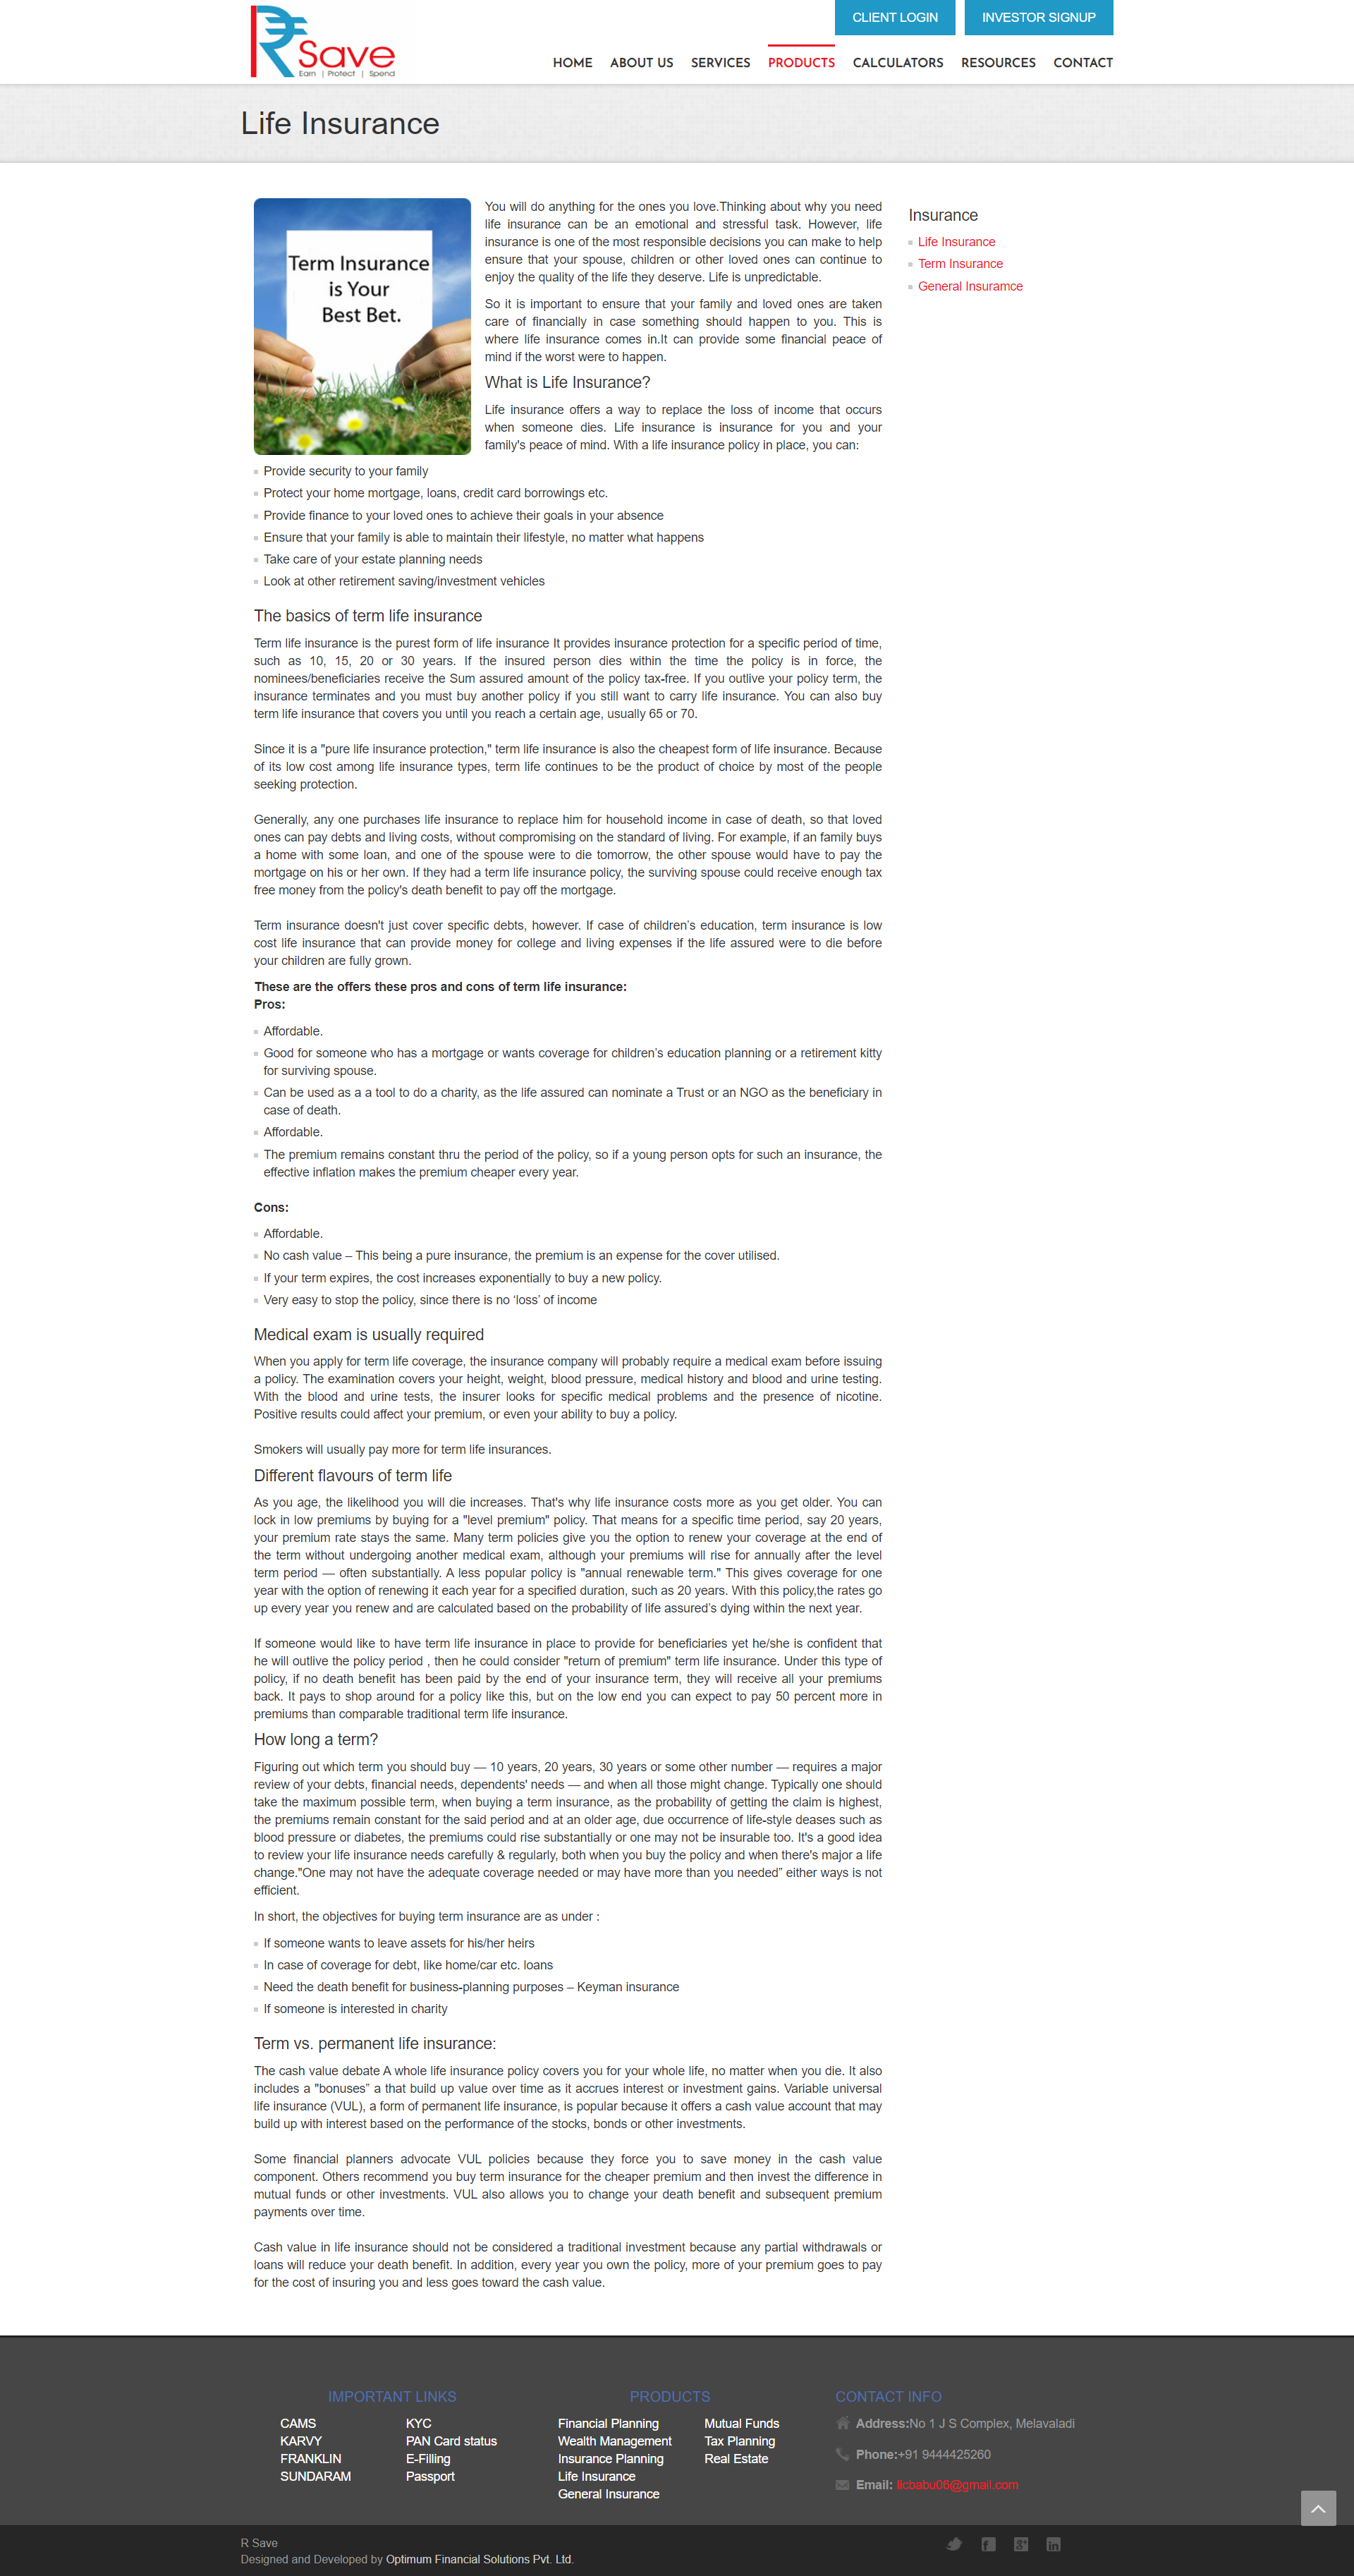 CLIENT LOGIN
INVESTOR SIGNUP
R Save
Earn | Protect | Spend
HOME
ABOUT US
SERVICES
PRODUCTS
CALCULATORS
RESOURCES
CONTACT
Life Insurance
Term Insurance
is Your
Best Bet.
You will do anything for the ones you love.Thinking about why you need
life insurance can be an emotional and stressful task. However, life
insurance is one of the most responsible decisions you can make to help
ensure that your spouse, children or other loved ones can continue to
enjoy the quality of the life they deserve. Life is unpredictable.
So it is important to ensure that your family and loved ones are taken
care of financially in case something should happen to you. This is
where life insurance comes in.It can provide some financial peace of
mind if the worst were to happen.
What is Life Insurance?
Life insurance offers a way to replace the loss of income that occurs
when someone dies. Life insurance is insurance for you and your
family's peace of mind. With a life insurance policy in place, you can:
Provide security to your family
Protect your home mortgage, loans, credit card borrowings etc.
Provide finance to your loved ones to achieve their goals in your absence
Ensure that your family is able to maintain their lifestyle, no matter what happens
Take care of your estate planning needs
Look at other retirement saving/investment vehicles
The basics of term life insurance
Term life insurance is the purest form of life insurance It provides insurance protection for a specific period of time,
such as 10, 15, 20 or 30 years. If the insured person dies within the time the policy is in force, the
nominees/beneficiaries receive the Sum assured amount of the policy tax-free. If you outlive your policy term, the
insurance terminates and you must buy another policy if you still want to carry life insurance. You can also buy
term life insurance that covers you until you reach a certain age, usually 65 or 70.
Since it is a "pure life insurance protection," term life insurance is also the cheapest form of life insurance. Because
of its low cost among life insurance types, term life continues to be the product of choice by most of the people
seeking protection.
Generally, any one purchases life insurance to replace him for household income in case of death, so that loved
ones can pay debts and living costs, without compromising on the standard of living. For example, if an family buys
a home with some loan, and one of the spouse were to die tomorrow, the other spouse would have to pay the
mortgage on his or her own. If they had a term life insurance policy, the surviving spouse could receive enough tax
free money from the policy's death benefit to pay off the mortgage.
Term insurance doesn't just cover specific debts, however. If case of children's education, term insurance is low
cost life insurance that can provide money for college and living expenses if the life assured were to die before
your children are fully grown.
These are the offers these pros and cons of term life insurance:
Pros:
Affordable.
Good for someone who has a mortgage or wants coverage for children's education planning or a retirement kitty
for surviving spouse.
Can be used as a a tool to do a charity, as the life assured can nominate a Trust or an NGO as the beneficiary in
case of death.
Affordable.
The premium remains constant thru the period of the policy, so if a young person opts for such an insurance, the
effective inflation makes the premium cheaper every year.
Cons:
Affordable.
No cash value – This being a pure insurance, the premium is an expense for the cover utilised.
If your term expires, the cost increases exponentially to buy a new policy.
Very easy to stop the policy, since there is no ‘loss’ of income
Medical exam is usually required
When you apply for term life coverage, the insurance company will probably require a medical exam before issuing
a policy. The examination covers your height, weight, blood pressure, medical history and blood and urine testing.
With the blood and urine tests, the insurer looks for specific medical problems and the presence of nicotine.
Positive results could affect your premium, or even your ability to buy a policy.
Smokers will usually pay more for term life insurances.
Different flavours of term life
As you age, the likelihood you will die increases. That's why life insurance costs more as you get older. You can
lock in low premiums by buying for a "level premium" policy. That means for a specific time period, say 20 years,
your premium rate stays the same. Many term policies give you the option to renew your coverage at the end of
the term without undergoing another medical exam, although your premiums will rise for annually after the level
term period — often substantially. A less popular policy is "annual renewable term." This gives coverage for one
year with the option of renewing it each year for a specified duration, such as 20 years. With this policy,the rates go
up every year you renew and are calculated based on the probability of life assured's dying within the next year.
If someone would like to have term life insurance in place to provide for beneficiaries yet he/she is confident that
he will outlive the policy period , then he could consider "return of premium" term life insurance. Under this type of
policy, if no death benefit has been paid by the end of your insurance term, they will receive all your premiums
back. It pays to shop around for a policy like this, but on the low end you can expect to pay 50 percent more in
premiums than comparable traditional term life insurance.
How long a term?
Figuring out which term you should buy — 10 years, 20 years, 30 years or some other number — requires a major
review of your debts, financial needs, dependents' needs — and when all those might change. Typically one should
take the maximum possible term, when buying a term insurance, as the probability of getting the claim is highest,
the premiums remain constant for the said period and at an older age, due occurrence of life-style deases such as
blood pressure or diabetes, the premiums could rise substantially or one may not be insurable too. It's a good idea
to review your life insurance needs carefully & regularly, both when you buy the policy and when there's major a life
change."One may not have the adequate coverage needed or may have more than you needed" either ways is not
efficient.
In short, the objectives for buying term insurance are as under :
If someone wants to leave assets for his/her heirs
In case of coverage for debt, like home/car etc. loans
Need the death benefit for business-planning purposes – Keyman insurance
If someone is interested in charity
Term vs. permanent life insurance:
The cash value debate A whole life insurance policy covers you for your whole life, no matter when you die. It also
includes a "bonuses" a that build up value over time as it accrues interest or investment gains. Variable universal
life insurance (VUL), a form of permanent life insurance, is popular because it offers a cash value account that may
build up with interest based on the performance of the stocks, bonds or other investments.
Some financial planners advocate VUL policies because they force you to save money in the cash value
component. Others recommend you buy term insurance for the cheaper premium and then invest the difference in
mutual funds or other investments. VUL also allows you to change your death benefit and subsequent premium
payments over time.
Cash value in life insurance should not be considered a traditional investment because any partial withdrawals or
loans will reduce your death benefit. In addition, every year you own the policy, more of your premium goes to pay
for the cost of insuring you and less goes toward the cash value.
Insurance
Life Insurance
Term Insurance
General Insuramce
IMPORTANT LINKS
CAMS
KARVY
FRANKLIN
SUNDARAM
KYC
PAN Card status
E-Filling
Passport
PRODUCTS
Financial Planning
Wealth Management
Insurance Planning
Life Insurance
General Insurance
Mutual Funds
Tax Planning
Real Estate
CONTACT INFO
Address:No 1 J S Complex, Melavaladi
Phone:+91 9444425260
Email: licbabu06@gmail.com
R Save
Designed and Developed by Optimum Financial Solutions Pvt. Ltd.